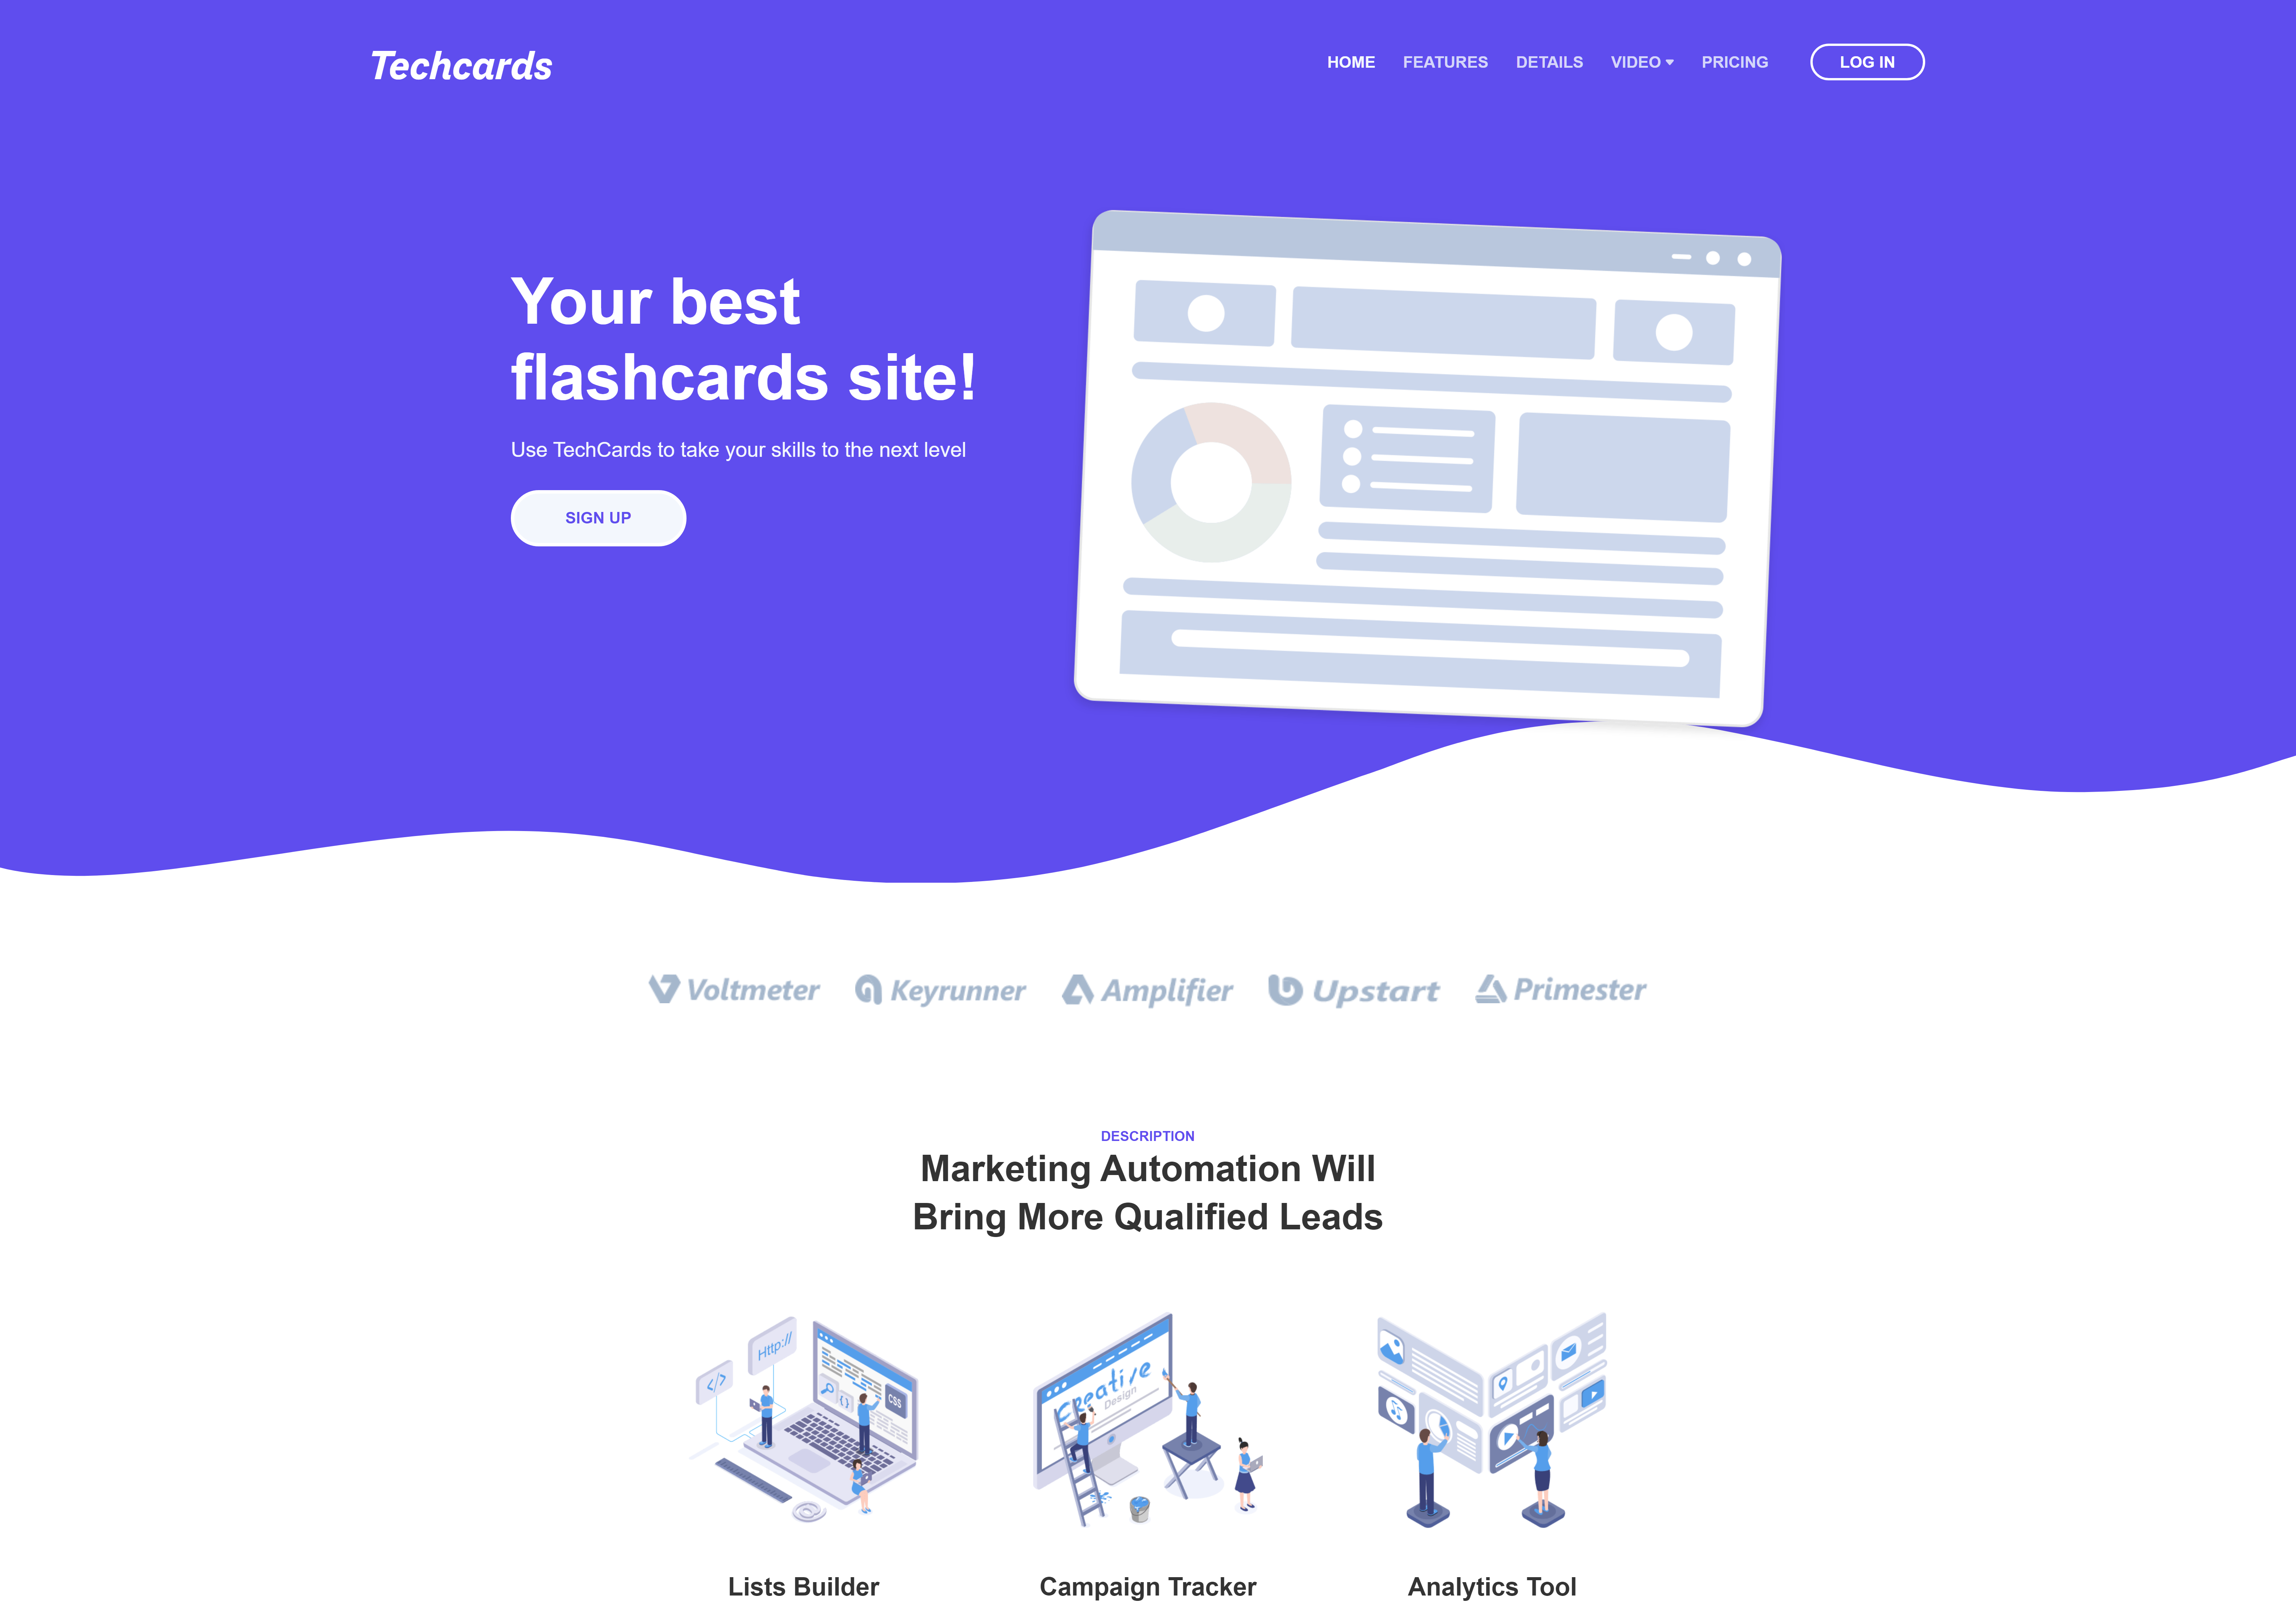 Techcards
HOME FEATURES DETAILS VIDEO PRICING LOG IN
Your best
flashcards site!
Use TechCards to take your skills to the next level
SIGN UP
Voltmeter Keyrunner Amplifier Upstart Primester
DESCRIPTION
Marketing Automation Will
Bring More Qualified Leads
Http://
</>
CSS
{ }
@
Creative
Design
Lists Builder Campaign Tracker Analytics Tool